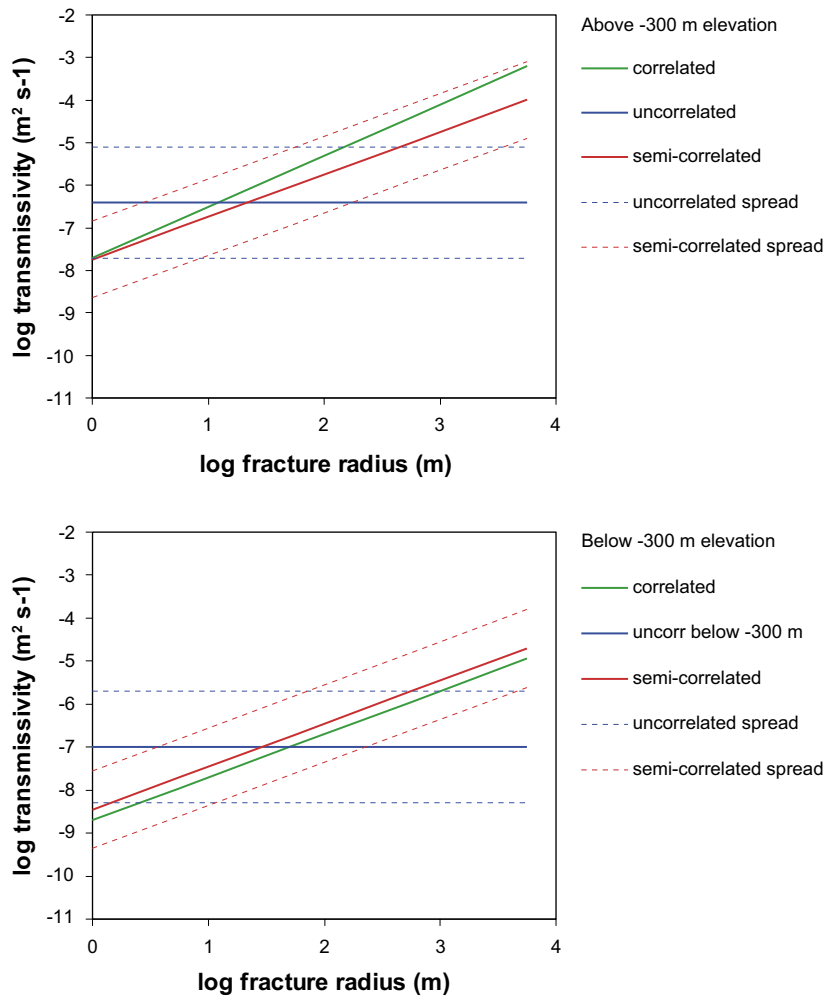 Above -300 m elevation
correlated
uncorrelated
semi-correlated
uncorrelated spread
semi-correlated spread
log transmissivity (m² s-1)
-2
-3
-4
-5
-6
-7
-8
-9
-10
-11
0 1 2 3 4
log fracture radius (m)
Below -300 m elevation
correlated
uncorr below -300 m
semi-correlated
uncorrelated spread
semi-correlated spread
log transmissivity (m² s-1)
-2
-3
-4
-5
-6
-7
-8
-9
-10
-11
0 1 2 3 4
log fracture radius (m)